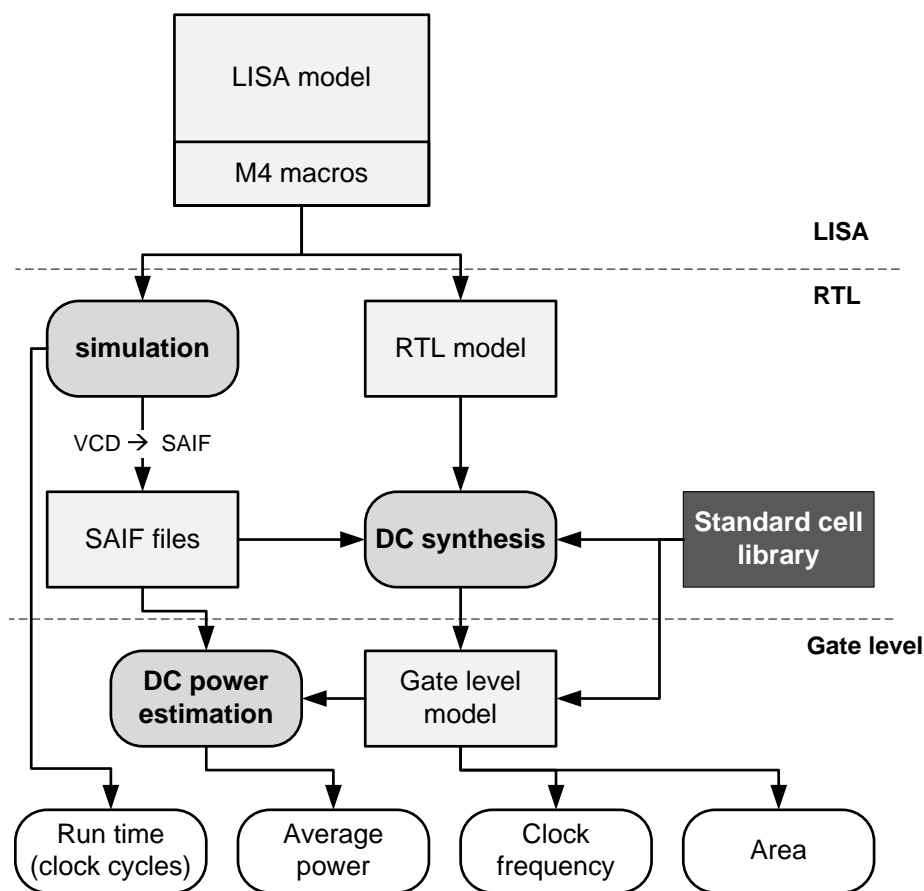 LISA model
M4 macros
LISA
RTL
simulation
RTL model
VCD → SAIF
SAIF files
DC synthesis
Standard cell
library
Gate level
DC power
estimation
Gate level
model
Run time
(clock cycles)
Average
power
Clock
frequency
Area